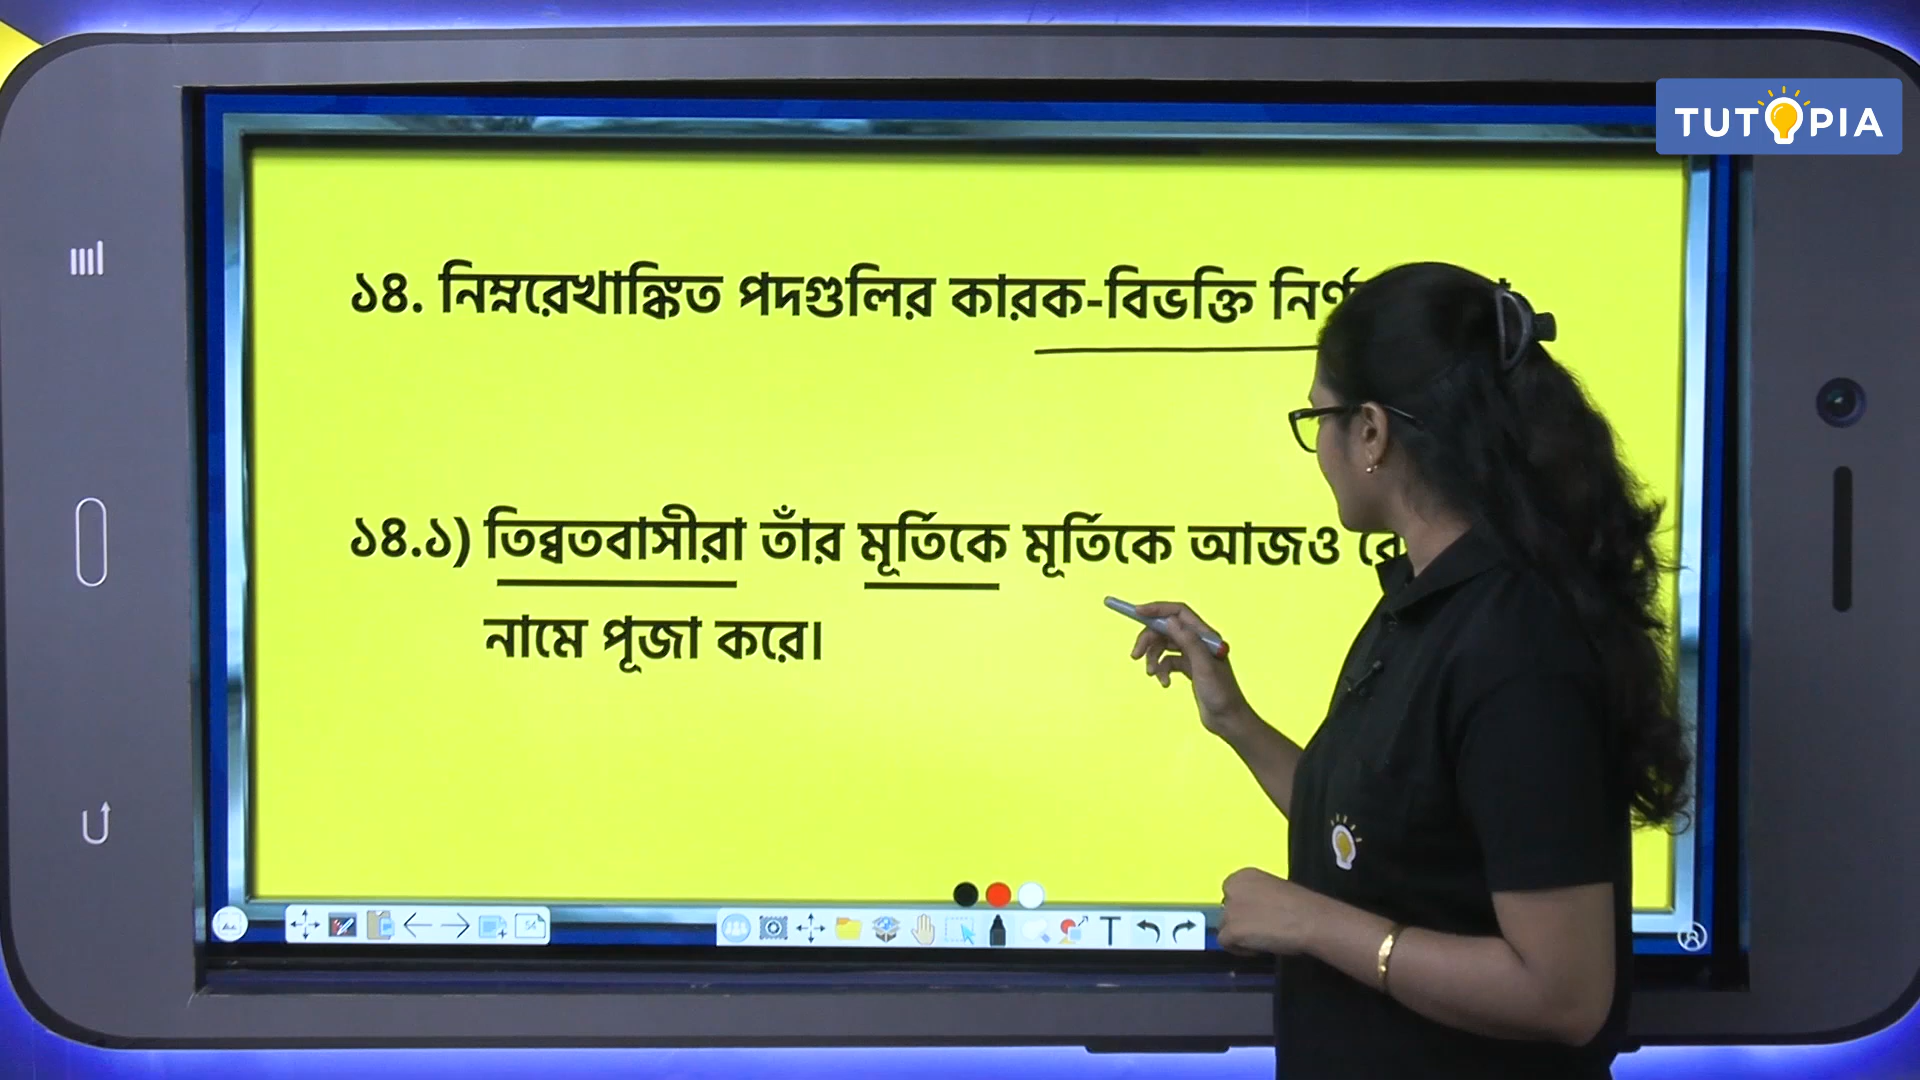 TUTOPIA
১৪. নিম্নরেখাঙ্কিত পদগুলির কারক-বিভক্তি
১৪.১) তিব্বতবাসীরা তাঁর মূর্তিকে মূর্তিকে আজও
নামে পূজা করে।